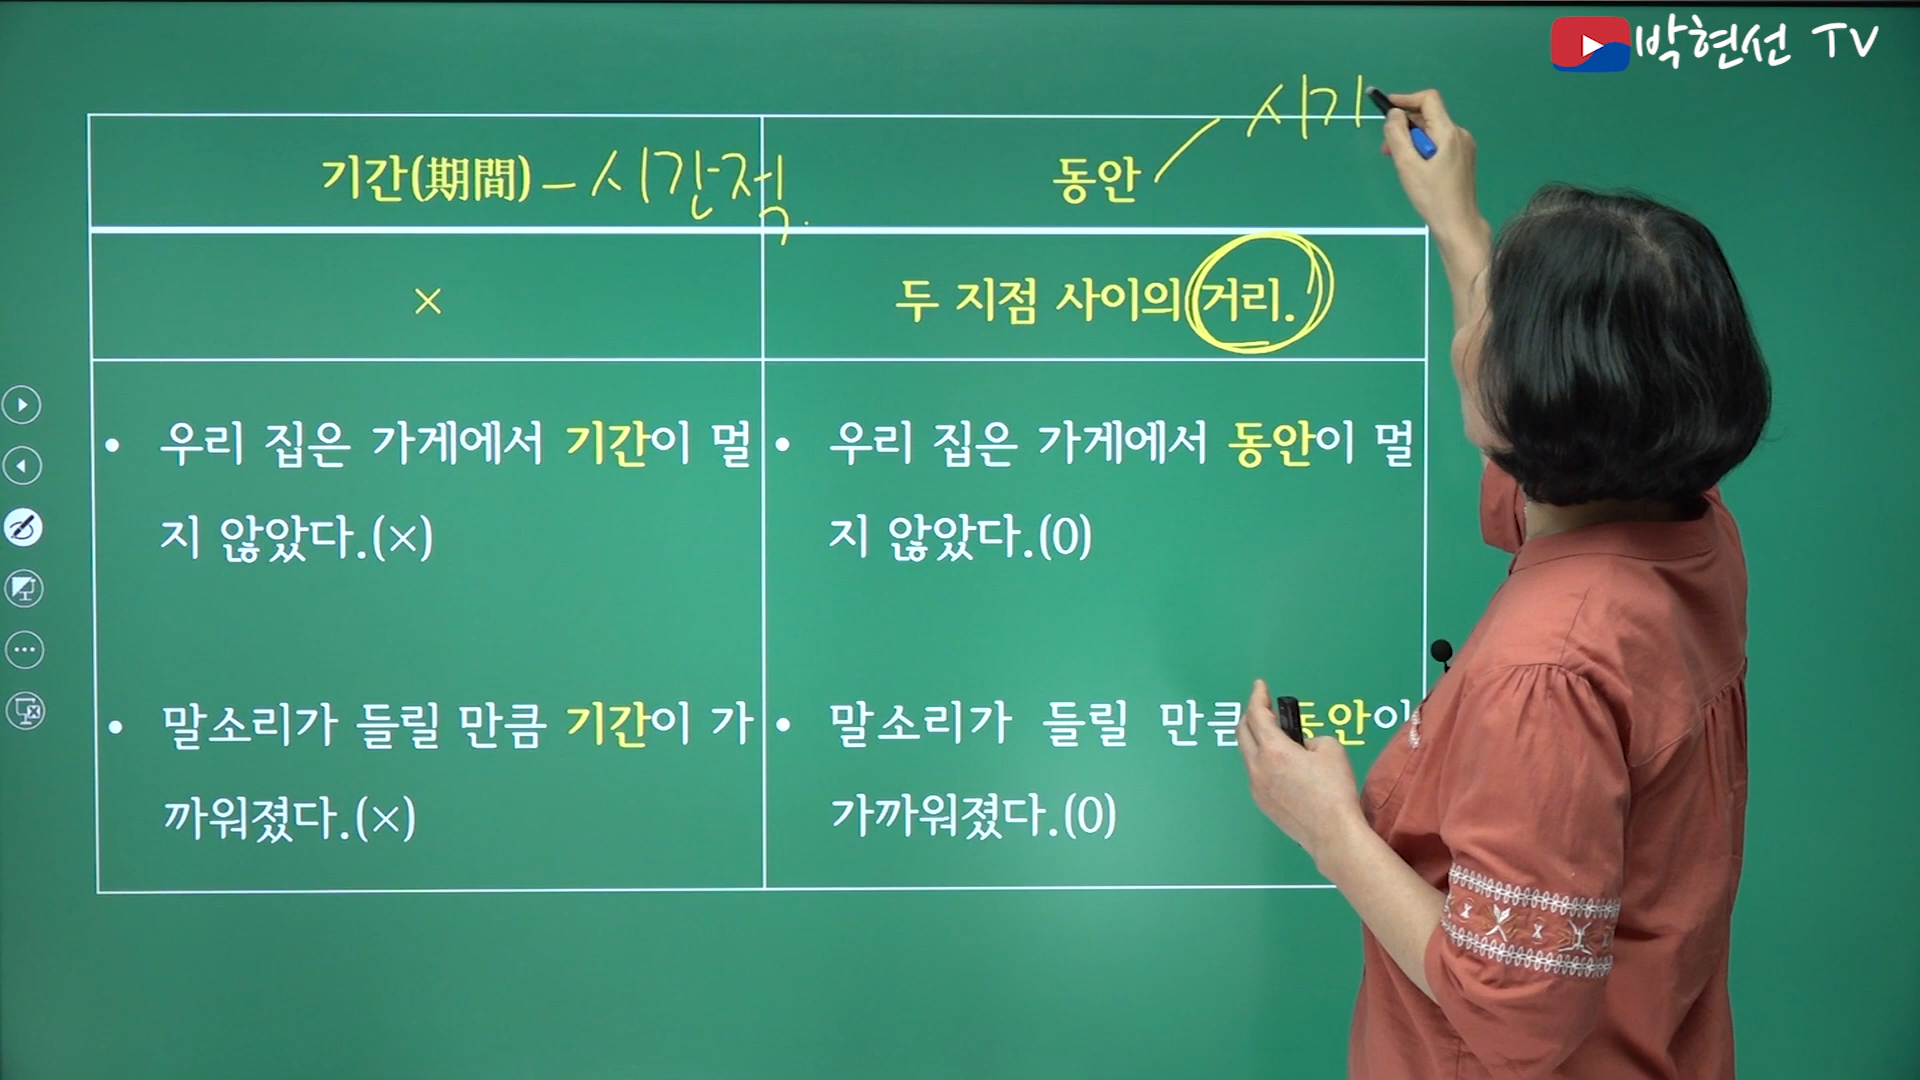 박현선 TV
시기
기간(期間) - 시간적.
동안
×
두 지점 사이의 거리.
• 우리 집은 가게에서 기간이 멀
지 않았다.(×)
• 말소리가 들릴 만큼 기간이 가
까워졌다.(×)
• 우리 집은 가게에서 동안이 멀
지 않았다.(0)
• 말소리가 들릴 만큼 동안이
가까워졌다.(0)